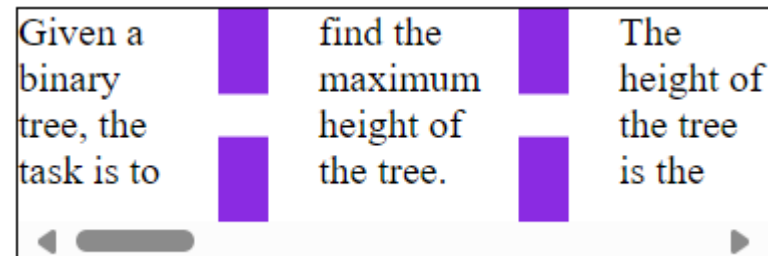 Given a
binary
tree, the
task is to
find the
maximum
height of
the tree.
The
height of
the tree
is the